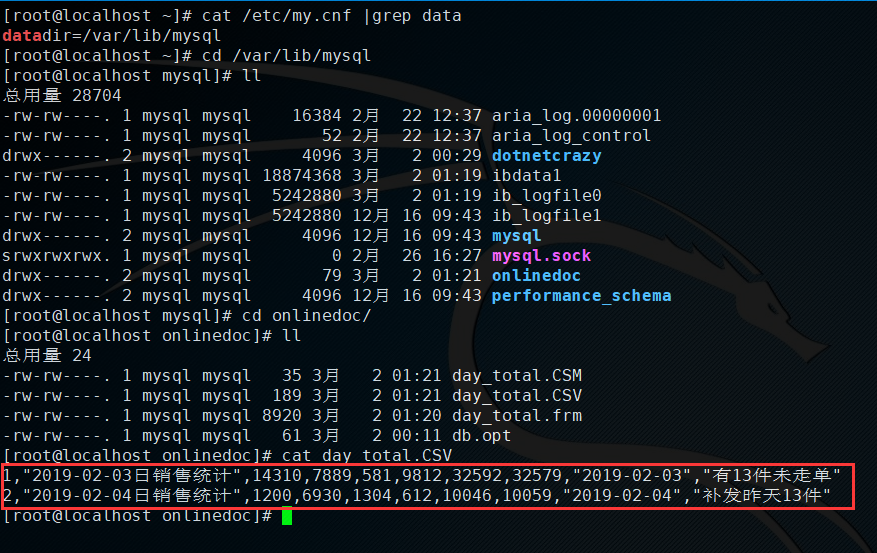 [root@localhost ~]# cat /etc/my.cnf |grep data
datadir=/var/lib/mysql
[root@localhost ~]# cd /var/lib/mysql
[root@localhost mysql]# ll
总用量 28704
-rw-rw----. 1 mysql mysql    16384 2月  22 12:37 aria_log.00000001
-rw-rw----. 1 mysql mysql       52 2月  22 12:37 aria_log_control
drwx------. 2 mysql mysql     4096 3月   2 00:29 dotnetcrazy
-rw-rw----. 1 mysql mysql 18874368 3月   2 01:19 ibdata1
-rw-rw----. 1 mysql mysql  5242880 3月   2 01:19 ib_logfile0
-rw-rw----. 1 mysql mysql  5242880 12月 16 09:43 ib_logfile1
drwx------. 2 mysql mysql     4096 12月 16 09:43 mysql
srwxrwxrwx. 1 mysql mysql        0 2月  26 16:27 mysql.sock
drwx------. 2 mysql mysql       79 3月   2 01:21 onlinedoc
drwx------. 2 mysql mysql     4096 12月 16 09:43 performance_schema
[root@localhost mysql]# cd onlinedoc/
[root@localhost onlinedoc]# ll
总用量 24
-rw-rw----. 1 mysql mysql   35 3月   2 01:21 day_total.CSM
-rw-rw----. 1 mysql mysql  189 3月   2 01:21 day_total.CSV
-rw-rw----. 1 mysql mysql 8920 3月   2 01:20 day_total.frm
-rw-rw----. 1 mysql mysql   61 3月   2 00:11 db.opt
[root@localhost onlinedoc]# cat day_total.CSV
1,"2019-02-03日销售统计",14310,7889,581,9812,32592,32579,"2019-02-03","有13件未走单"
2,"2019-02-04日销售统计",1200,6930,1304,612,10046,10059,"2019-02-04","补发昨天13件"
[root@localhost onlinedoc]#